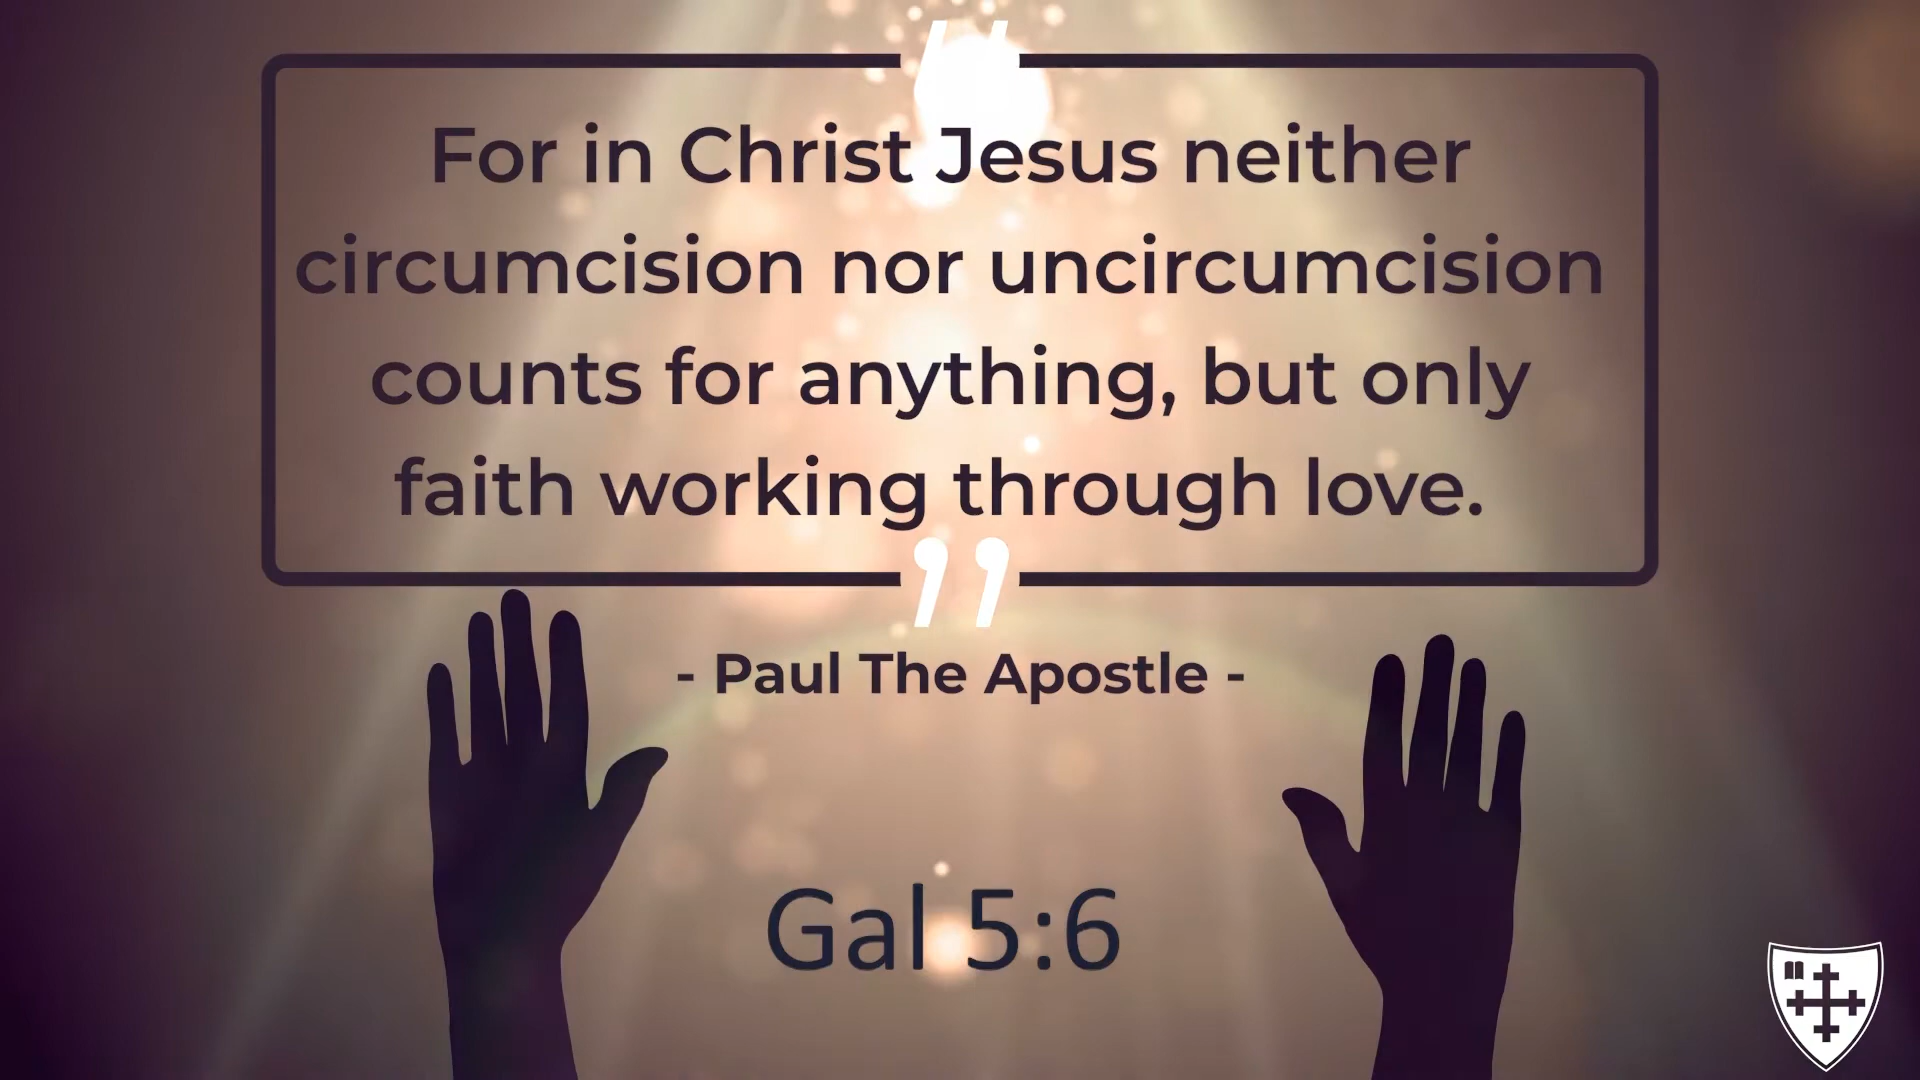 “
For in Christ Jesus neither
circumcision nor uncircumcision
counts for anything, but only
faith working through love.
”
- Paul The Apostle -
Gal 5:6